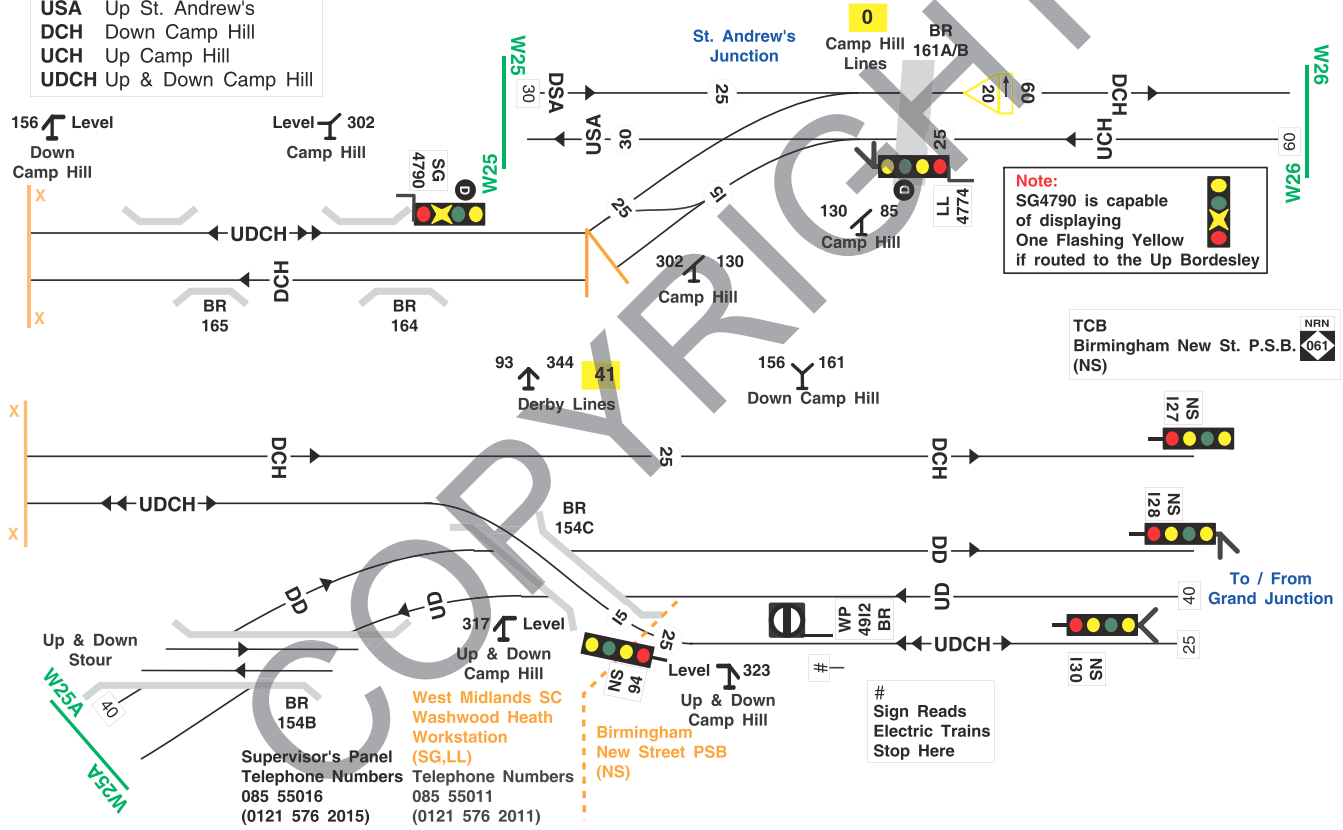 USA Up St. Andrew's
DCH Down Camp Hill
UCH Up Camp Hill
UDCH Up & Down Camp Hill
W25
W25
30
DSA
25
St. Andrew's
Junction
0
Camp Hill
Lines
BR
161A/B
20
60
DCH
W26
W26
USA
30
25
UCH
60
156 Level
Down
Camp Hill
Level 302
Camp Hill
SG
4790
D
X
X
UDCH
DCH
BR
165
BR
164
25
15
D
LL
4774
130 85
Camp Hill
302 130
Camp Hill
Note:
SG4790 is capable
of displaying
One Flashing Yellow
if routed to the Up Bordesley
TCB
Birmingham New St. P.S.B.
(NS)
NRN
061
93 344
41
Derby Lines
156 161
Down Camp Hill
X
X
DCH
25
DCH
NS
127
UDCH
BR
154C
NS
128
DD
DD
UD
UD
40
To / From
Grand Junction
15
25
WP
4912
BR
UDCH
NS
130
25
317 Level
Up & Down
Camp Hill
NS
94
Level 323
Up & Down
Camp Hill
#
#
Sign Reads
Electric Trains
Stop Here
Up & Down
Stour
W25A
W25A
40
BR
154B
West Midlands SC
Washwood Heath
Workstation
(SG,LL)
Birmingham
New Street PSB
(NS)
Supervisor's Panel
Telephone Numbers
085 55016
(0121 576 2015)
Telephone Numbers
085 55011
(0121 576 2011)
COPYRIGHT